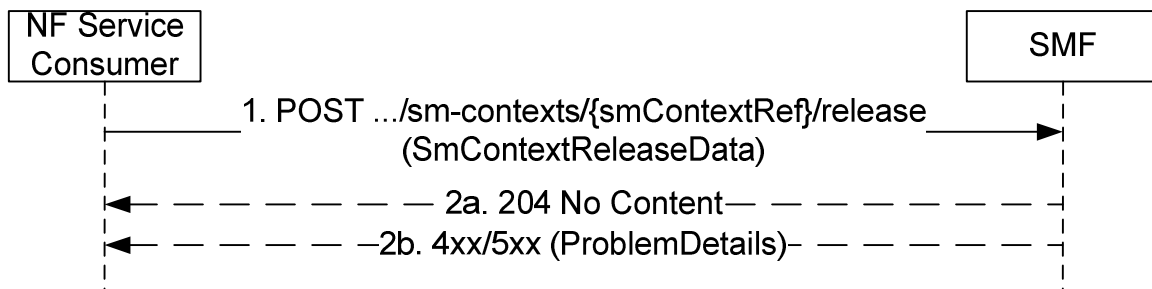 NF Service
Consumer
SMF
1. POST .../sm-contexts/{smContextRef}/release
(SmContextReleaseData)
2a. 204 No Content
2b. 4xx/5xx (ProblemDetails)